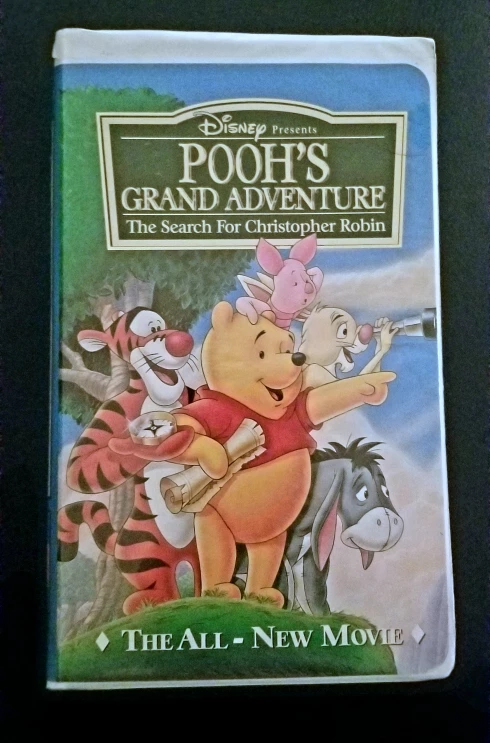 Disney Presents
POOH'S
GRAND ADVENTURE
The Search For Christopher Robin
THE ALL-NEW MOVIE